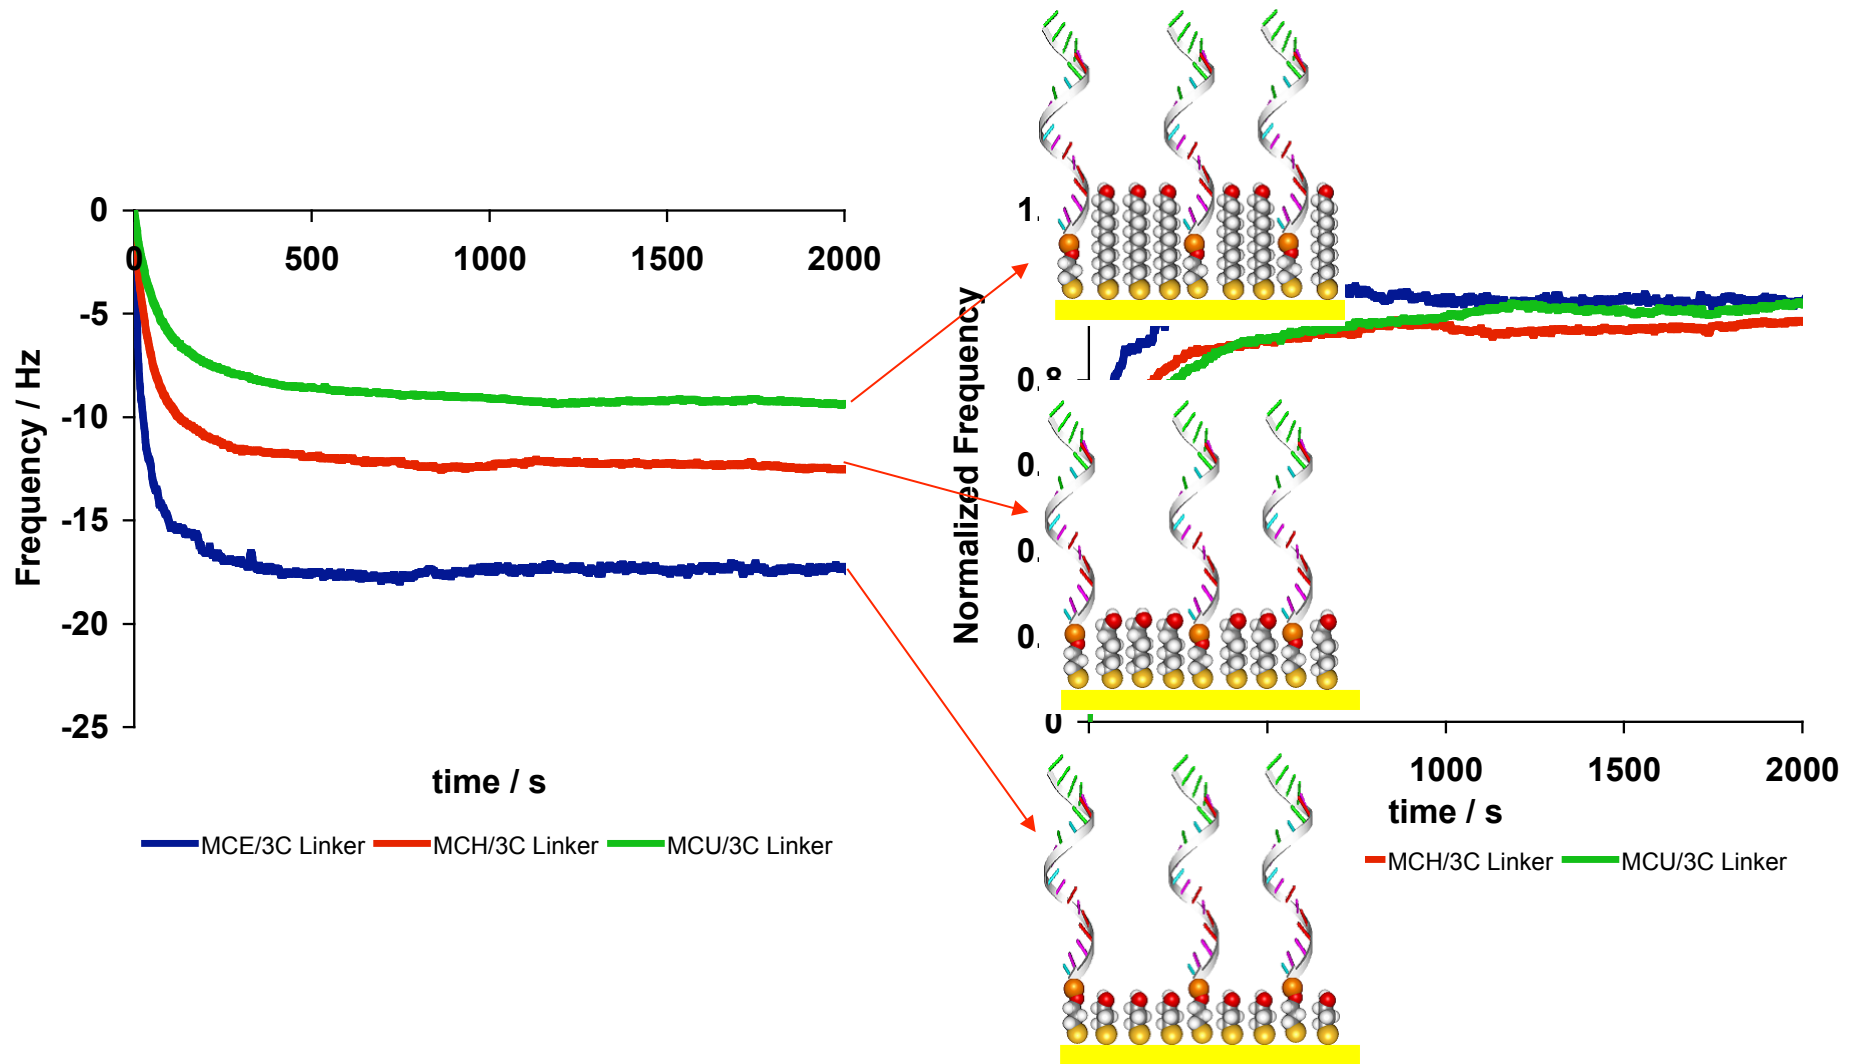 0
0
500
1000
1500
2000
-5
-10
-15
-20
-25
Frequency / Hz
time / s
MCE/3C Linker
MCH/3C Linker
MCU/3C Linker
Normalized Frequency
0
1000
1500
2000
time / s
MCH/3C Linker
MCU/3C Linker